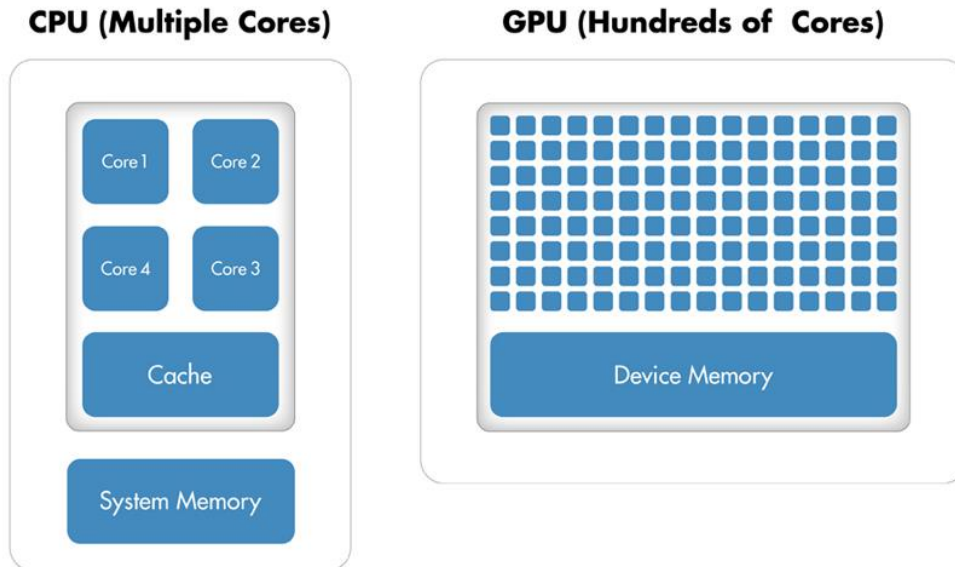 CPU (Multiple Cores)
GPU (Hundreds of Cores)
Core 1
Core 2
Core 4
Core 3
Cache
System Memory
Device Memory